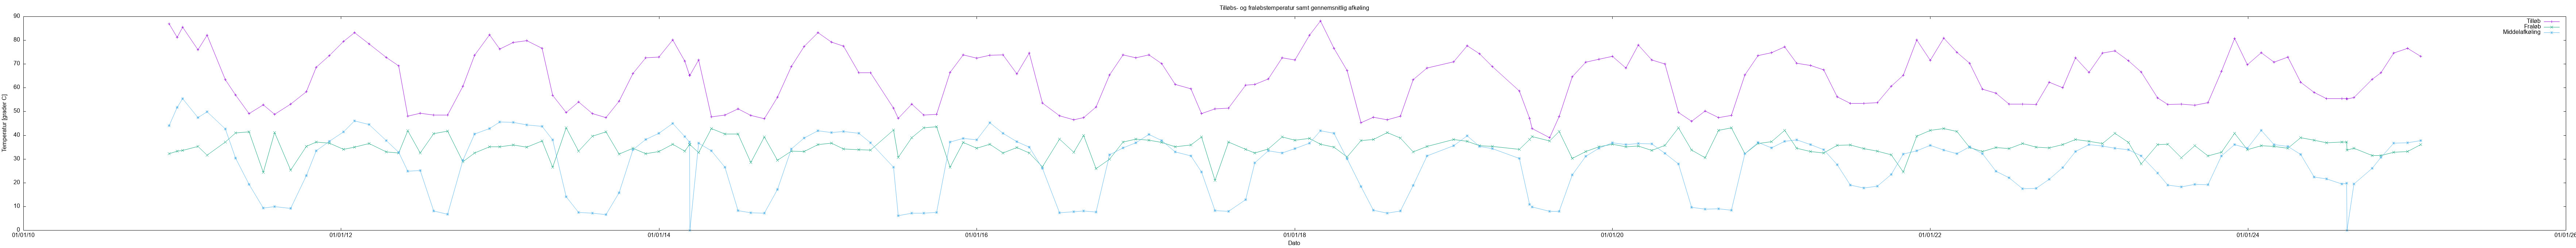 Tilløbs- og fraløbstemperatur samt gennemsnitlig afkøling
Tilløb
Fraløb
Middelafkøling
90
80
70
60
50
40
30
20
10
0
Temperatur [grader C]
01/01/10 01/01/12 01/01/14 01/01/16 01/01/18 01/01/20 01/01/22 01/01/24 01/01/26
Dato